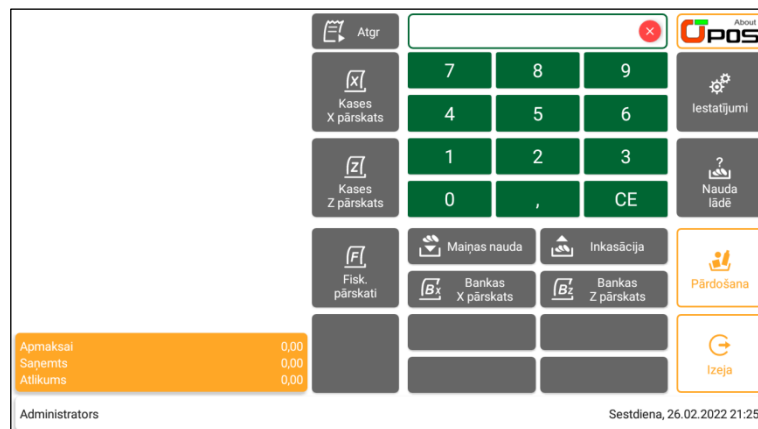 Atgr
About
UPOS
7 8 9
Kases
X pārskats
Iestatījumi
4 5 6
1 2 3
Kases
Z pārskats
Nauda
lādē
0 , CE
Maiņas nauda
Inkasācija
Fisk.
pārskati
Bankas
X pārskats
Bankas
Z pārskats
Pārdošana
Apmaksai 0,00
Saņemts 0,00
Atlikums 0,00
Izeja
Administrators
Sestdiena, 26.02.2022 21:25